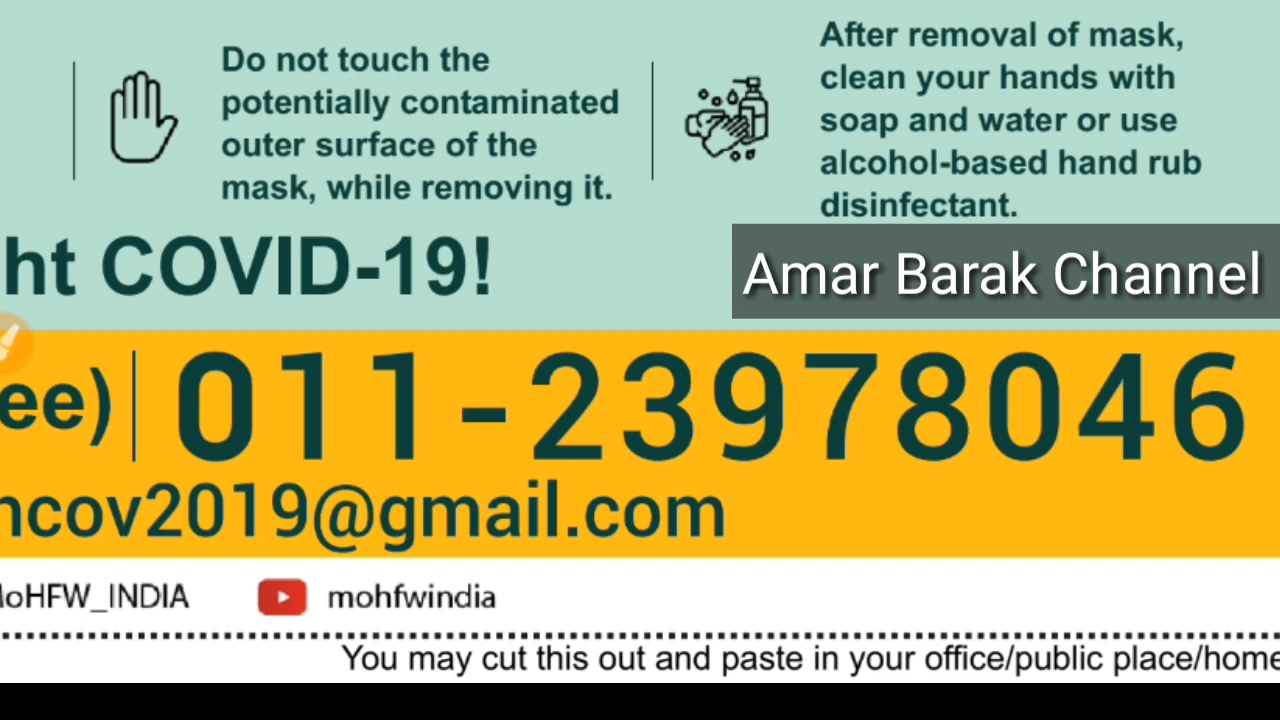 Do not touch the
potentially contaminated
outer surface of the
mask, while removing it.
After removal of mask,
clean your hands with
soap and water or use
alcohol-based hand rub
disinfectant.
ht COVID-19!
Amar Barak Channel
ee) 011-23978046
ncov2019@gmail.com
MoHFW_INDIA
mohfwindia
You may cut this out and paste in your office/public place/home